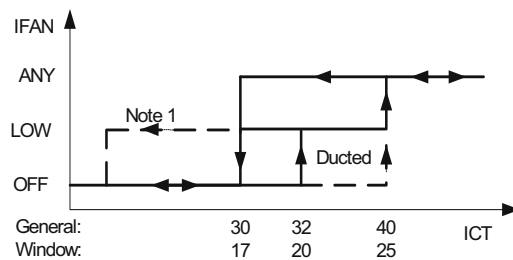 IFAN
ANY
Note 1
LOW
Ducted
OFF
General: 30 32 40 ICT
Window: 17 20 25